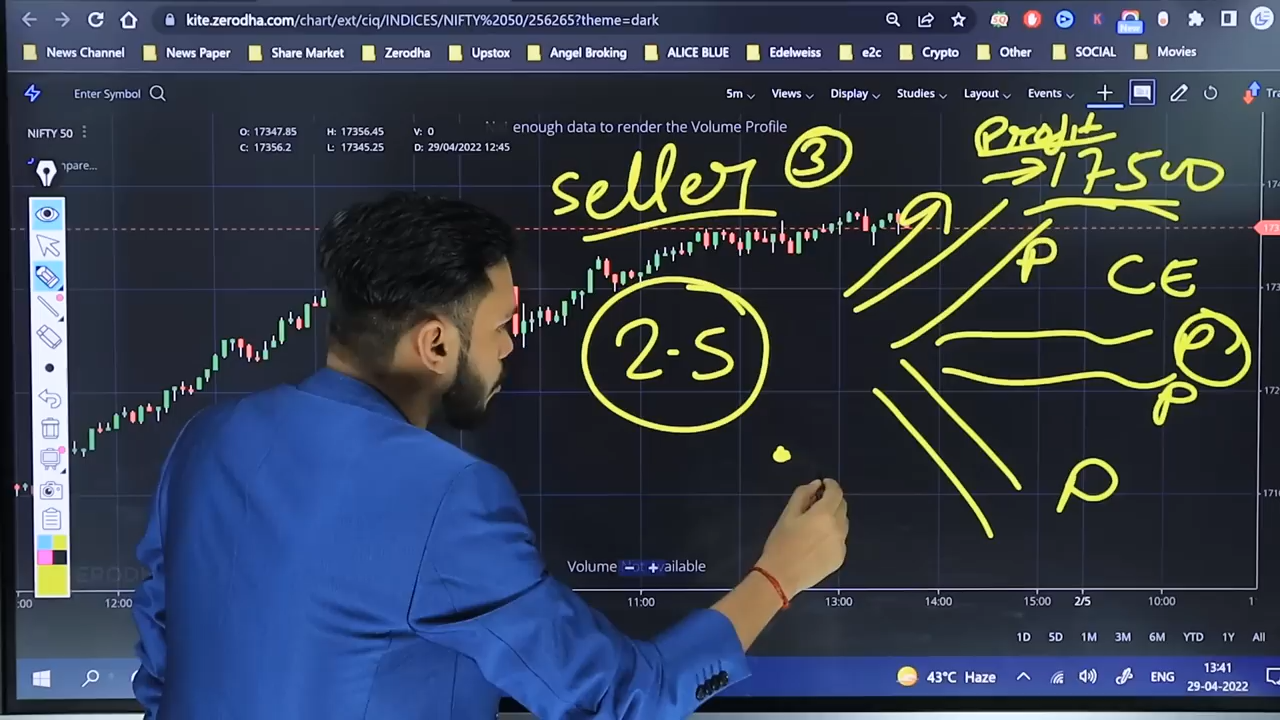 kite.zerodha.com/chart/ext/ciq/INDICES/NIFTY%2050/256265?theme=dark
New
News Channel News Paper Share Market Zerodha Upstox Angel Broking ALICE BLUE Edelweiss e2c Crypto Other SOCIAL Movies
Enter Symbol 5m Views Display Studies Layout Events
NIFTY 50 O: 17347.85 H: 17356.45 V: 0
C: 17356.2 L: 17345.25 D: 29/04/2022 12:45
enough data to render the Volume Profile
pare...
seller 3
Profit
17500
P CE
2-5
P
P
P
Volume Not available
12:00 11:00 13:00 14:00 15:00 2/5 10:00
1D 5D 1M 3M 6M YTD 1Y All
43°C Haze ENG 13:41
29-04-2022